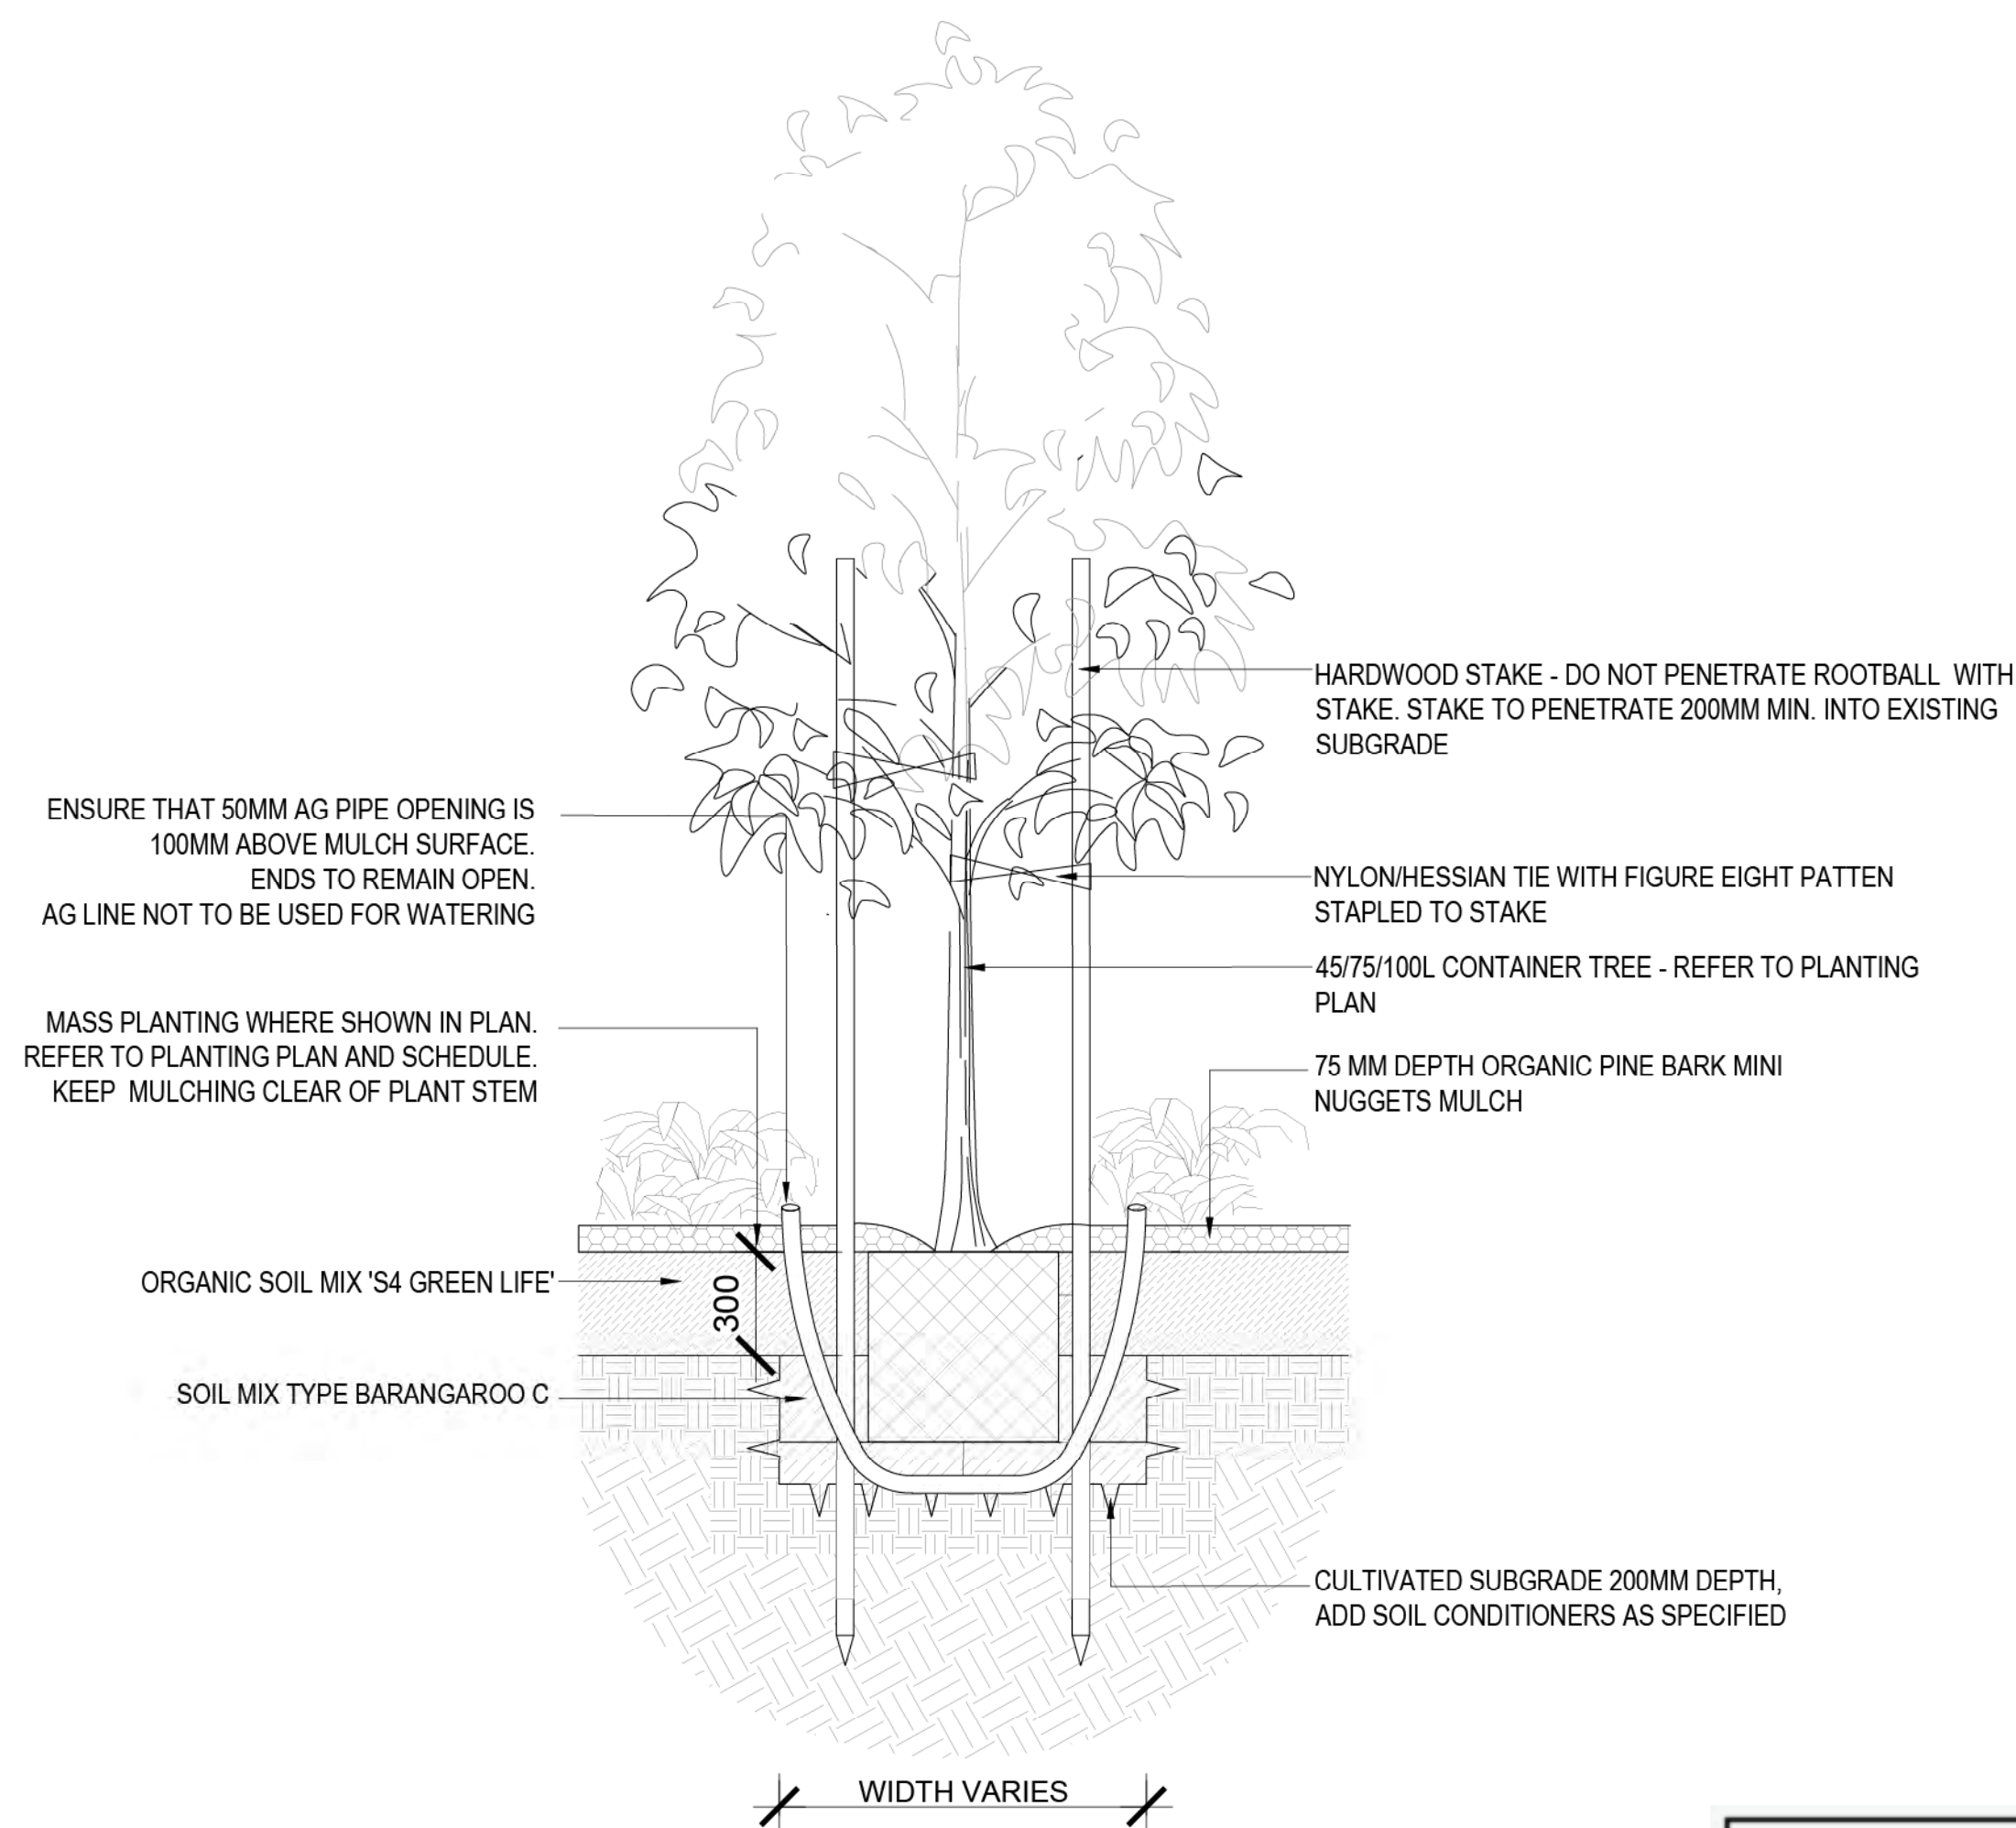 HARDWOOD STAKE - DO NOT PENETRATE ROOTBALL WITH
STAKE. STAKE TO PENETRATE 200MM MIN. INTO EXISTING
SUBGRADE
ENSURE THAT 50MM AG PIPE OPENING IS
100MM ABOVE MULCH SURFACE.
ENDS TO REMAIN OPEN.
AG LINE NOT TO BE USED FOR WATERING
NYLON/HESSIAN TIE WITH FIGURE EIGHT PATTEN
STAPLED TO STAKE
45/75/100L CONTAINER TREE - REFER TO PLANTING
PLAN
MASS PLANTING WHERE SHOWN IN PLAN.
REFER TO PLANTING PLAN AND SCHEDULE.
KEEP MULCHING CLEAR OF PLANT STEM
75 MM DEPTH ORGANIC PINE BARK MINI
NUGGETS MULCH
ORGANIC SOIL MIX 'S4 GREEN LIFE'
300
SOIL MIX TYPE BARANGAROO C
CULTIVATED SUBGRADE 200MM DEPTH,
ADD SOIL CONDITIONERS AS SPECIFIED
WIDTH VARIES